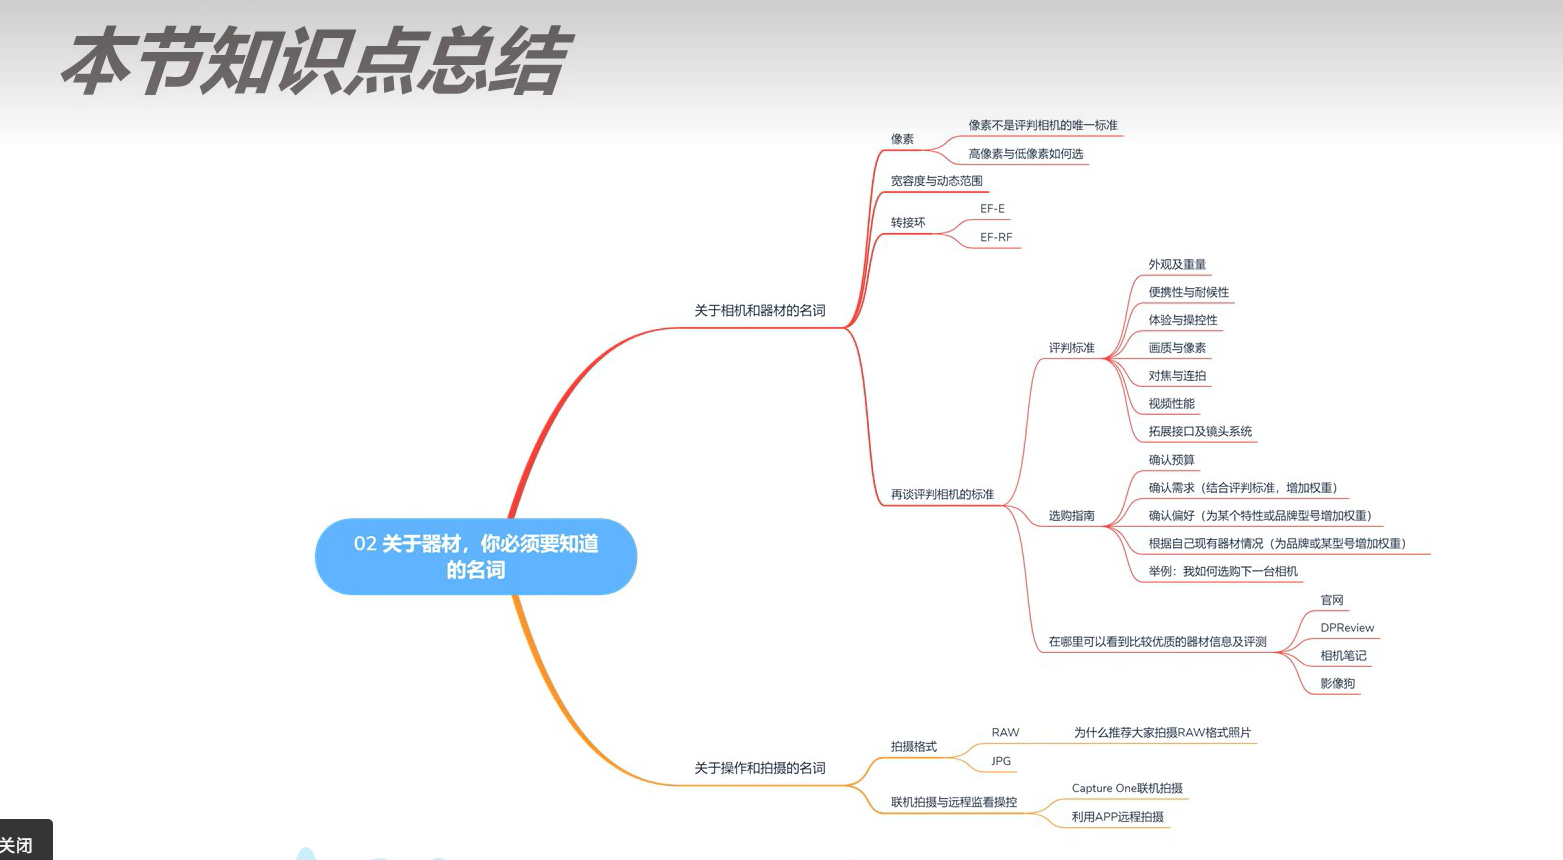 本节知识点总结
像素不是评判相机的唯一标准
像素
高像素与低像素如何选
宽容度与动态范围
EF-E
转接环
EF-RF
外观及重量
便携性与耐候性
关于相机和器材的名词
体验与操控性
评判标准
画质与像素
对焦与连拍
视频性能
拓展接口及镜头系统
确认预算
再谈评判相机的标准
确认需求（结合评判标准，增加权重）
选购指南
确认偏好（为某个特性或品牌型号增加权重）
02 关于器材，你必须要知道
的名词
根据自己现有器材情况（为品牌或某型号增加权重）
举例：我如何选购下一台相机
官网
DPReview
在哪里可以看到比较优质的器材信息及评测
相机笔记
影像狗
RAW
为什么推荐大家拍摄RAW格式照片
拍摄格式
JPG
关于操作和拍摄的名词
Capture One联机拍摄
联机拍摄与远程监看操控
利用APP远程拍摄
关闭